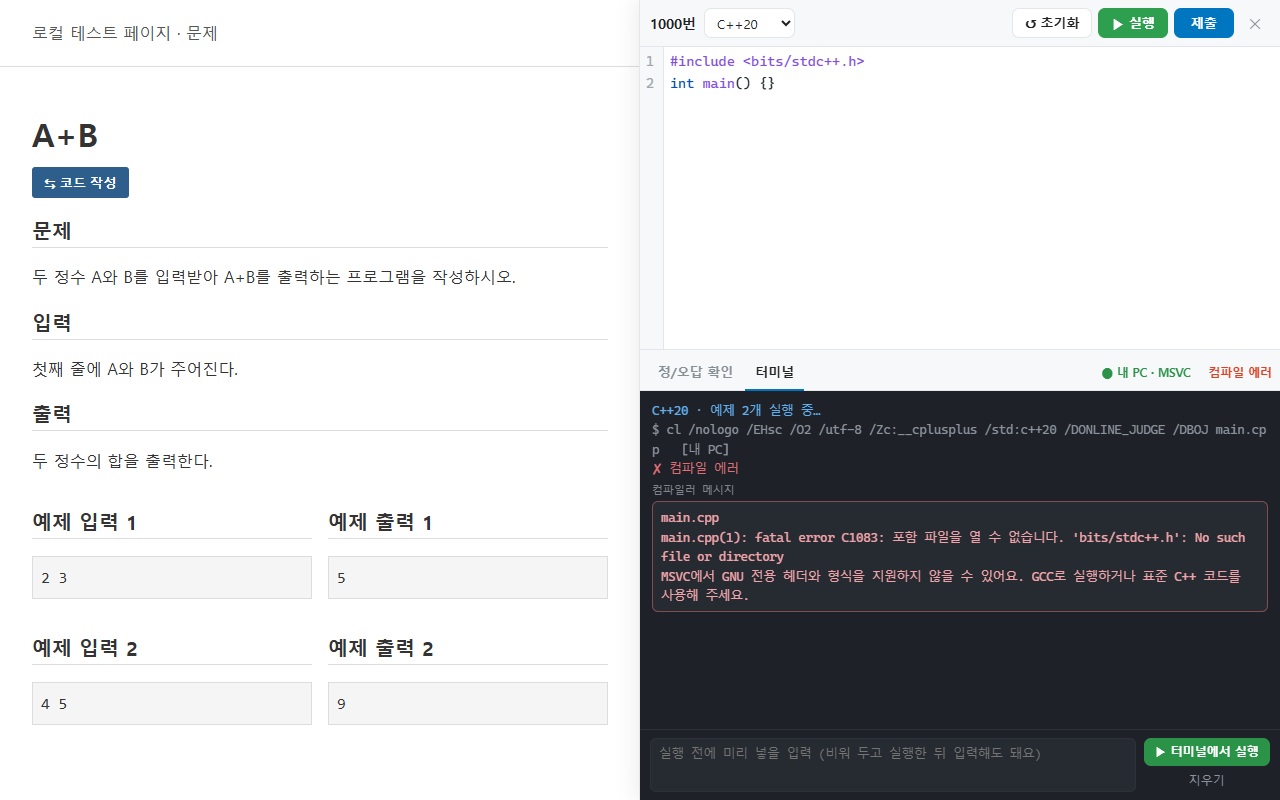 로컬 테스트 페이지 · 문제
A+B
⇆ 코드 작성
문제
두 정수 A와 B를 입력받아 A+B를 출력하는 프로그램을 작성하시오.
입력
첫째 줄에 A와 B가 주어진다.
출력
두 정수의 합을 출력한다.
예제 입력 1
예제 출력 1
2 3
5
예제 입력 2
예제 출력 2
4 5
9
1000번
C++20
↺ 초기화
▶ 실행
제출
×
1 #include <bits/stdc++.h>
2 int main() {}
정/오답 확인
터미널
● 내 PC · MSVC
컴파일 에러
C++20 · 예제 2개 실행 중…
$ cl /nologo /EHsc /O2 /utf-8 /Zc:__cplusplus /std:c++20 /DONLINE_JUDGE /DBOJ main.cp
p [내 PC]
✗ 컴파일 에러
컴파일러 메시지
main.cpp
main.cpp(1): fatal error C1083: 포함 파일을 열 수 없습니다. 'bits/stdc++.h': No such
file or directory
MSVC에서 GNU 전용 헤더와 형식을 지원하지 않을 수 있어요. GCC로 실행하거나 표준 C++ 코드를
사용해 주세요.
실행 전에 미리 넣을 입력 (비워 두고 실행한 뒤 입력해도 돼요)
▶ 터미널에서 실행
지우기